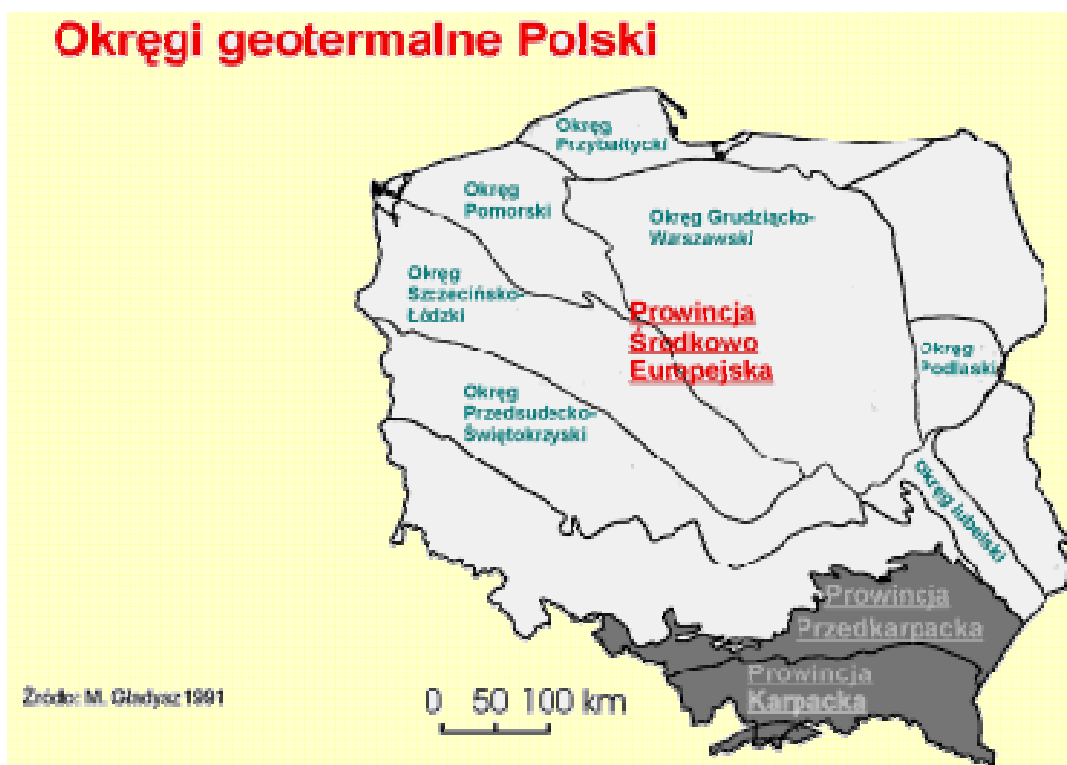 Okręgi geotermalne Polski
Okręg
Przybałtycki
Okręg
Pomorski
Okręg Grudziącko-
Warszawski
Okręg
Szczecińsko-
Łódzki
Prowincja
Środkowo
Europejska
Okręg
Podlaski
Okręg
Przedsudecko-
Świętokrzyski
Okręg lubelski
Prowincja
Przedkarpacka
Prowincja
Karpacka
Źródło: M. Gładysz 1991
0 50 100 km